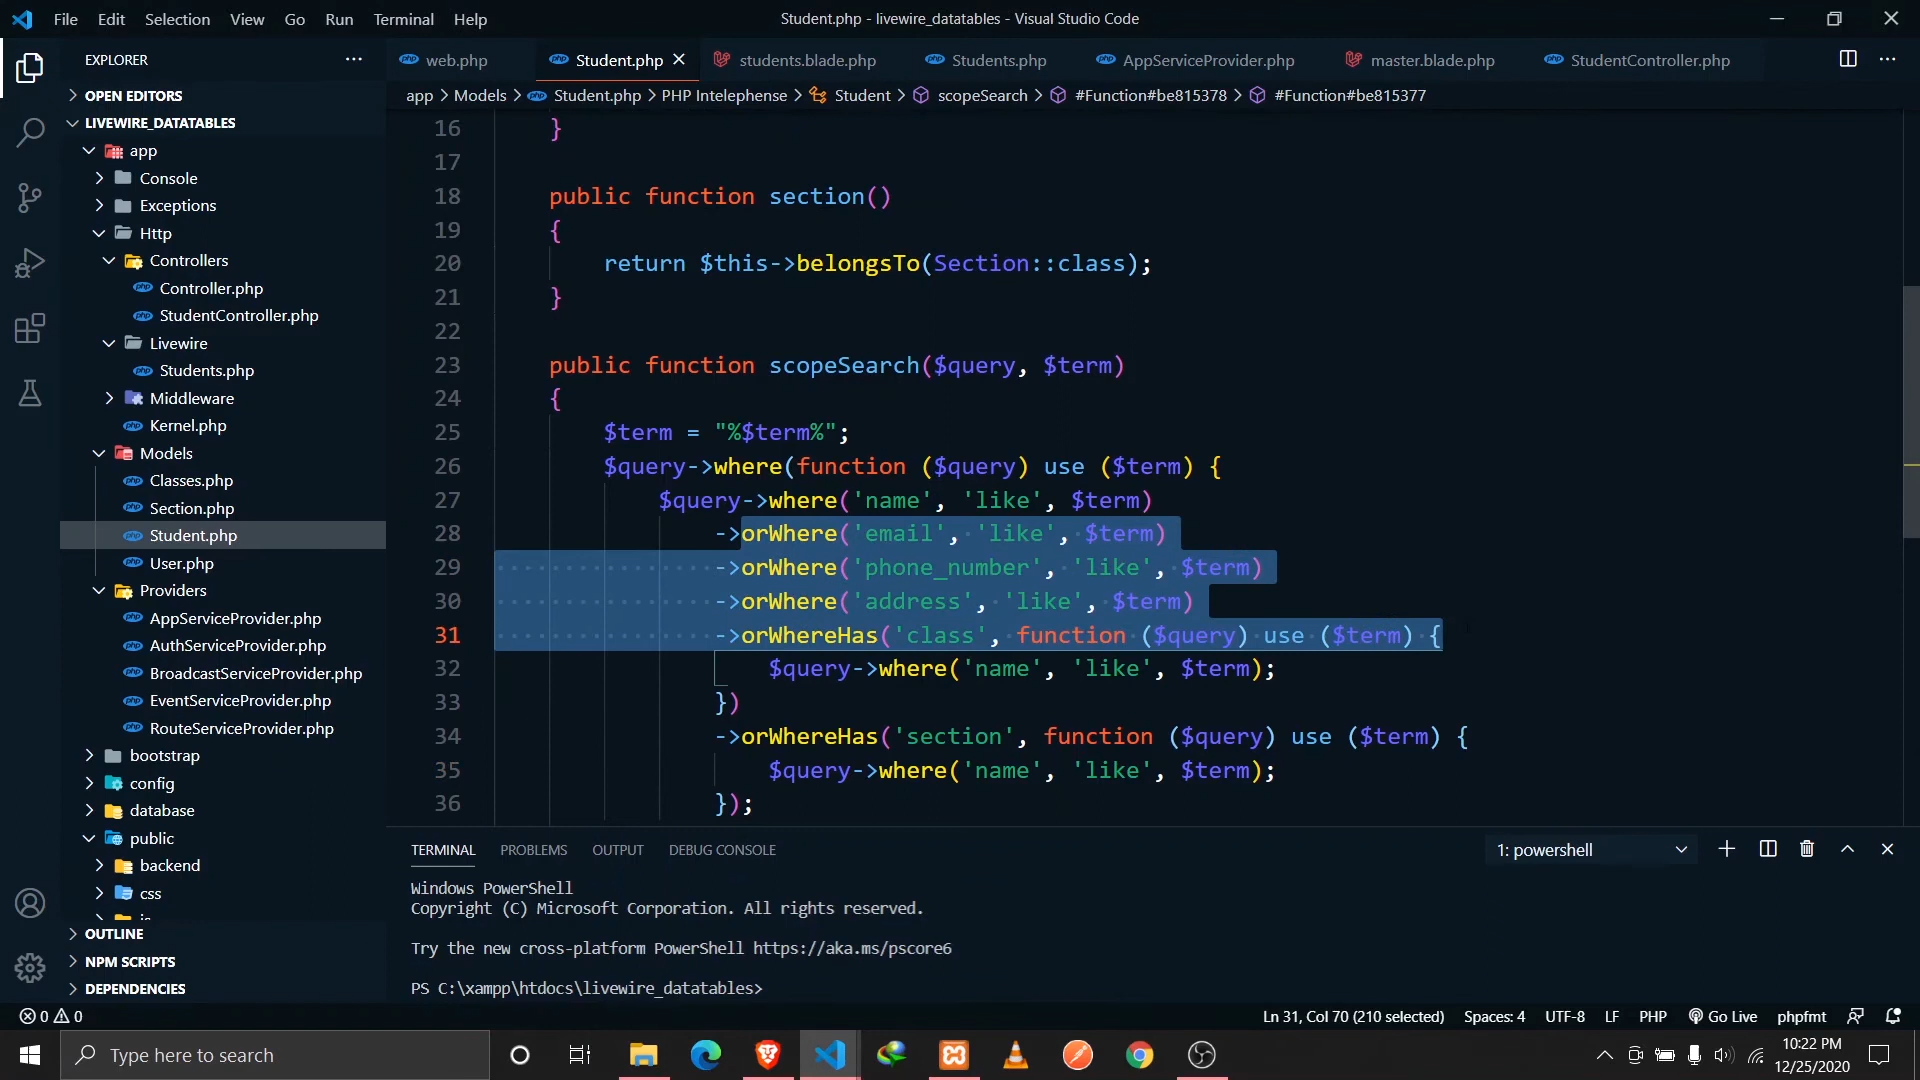 File Edit Selection View Go Run Terminal Help
Student.php - livewire_datatables - Visual Studio Code
EXPLORER
OPEN EDITORS
LIVEWIRE_DATATABLES
app
Console
Exceptions
Http
Controllers
Controller.php
StudentController.php
Livewire
Students.php
Middleware
Kernel.php
Models
Classes.php
Section.php
Student.php
User.php
Providers
AppServiceProvider.php
AuthServiceProvider.php
BroadcastServiceProvider.php
EventServiceProvider.php
RouteServiceProvider.php
bootstrap
config
database
public
backend
css
OUTLINE
NPM SCRIPTS
DEPENDENCIES
web.php Student.php students.blade.php Students.php AppServiceProvider.php master.blade.php StudentController.php
app > Models > Student.php > PHP Intelephense > Student > scopeSearch > #Function#be815378 > #Function#be815377
16 }
17
18 public function section()
19 {
20 return $this->belongsTo(Section::class);
21 }
22
23 public function scopeSearch($query, $term)
24 {
25 $term = "%$term%";
26 $query->where(function ($query) use ($term) {
27 $query->where('name', 'like', $term)
28 ->orWhere('email', 'like', $term)
29 ->orWhere('phone_number', 'like', $term)
30 ->orWhere('address', 'like', $term)
31 ->orWhereHas('class', function ($query) use ($term) {
32 $query->where('name', 'like', $term);
33 })
34 ->orWhereHas('section', function ($query) use ($term) {
35 $query->where('name', 'like', $term);
36 });
TERMINAL PROBLEMS OUTPUT DEBUG CONSOLE
1: powershell
Windows PowerShell
Copyright (C) Microsoft Corporation. All rights reserved.
Try the new cross-platform PowerShell https://aka.ms/pscore6
PS C:\xampp\htdocs\livewire_datatables>
0 0
Ln 31, Col 70 (210 selected) Spaces: 4 UTF-8 LF PHP Go Live phpfmt
Type here to search
10:22 PM
12/25/2020